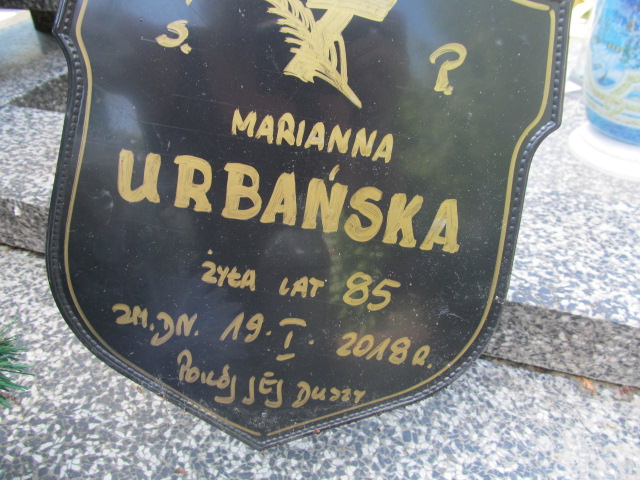 S. P.
MARIANNA
URBAŃSKA
ŻYŁA LAT 85
ZM. DN. 19. I. 2018 R.
POKÓJ JEJ DUSZY